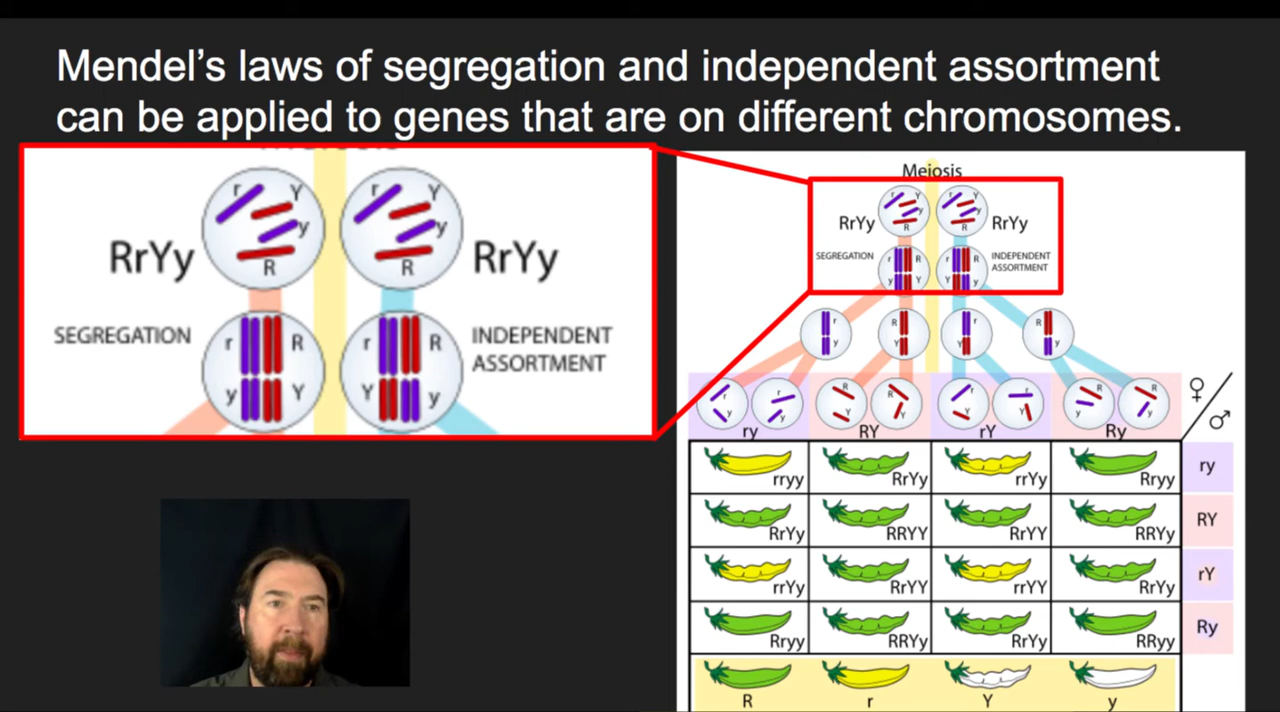 Mendel's laws of segregation and independent assortment
can be applied to genes that are on different chromosomes.
r Y r Y
y y
RrYy R R RrYy
SEGREGATION r R r R INDEPENDENT
ASSORTMENT
y Y Y y
Meiosis
r Y r Y
y y
RrYy R R RrYy
SEGREGATION r R r R INDEPENDENT
ASSORTMENT
y Y Y y
r R r R
y Y Y y
r r R R r r R R
y y Y Y Y Y y y
ry RY rY Ry
♀/♂
rryy RrYy rrYy Rryy ry
RrYy RRYY RrYY RRYy RY
rrYy RrYY rrYY RrYy rY
Rryy RRYy RrYy RRyy Ry
R r Y y